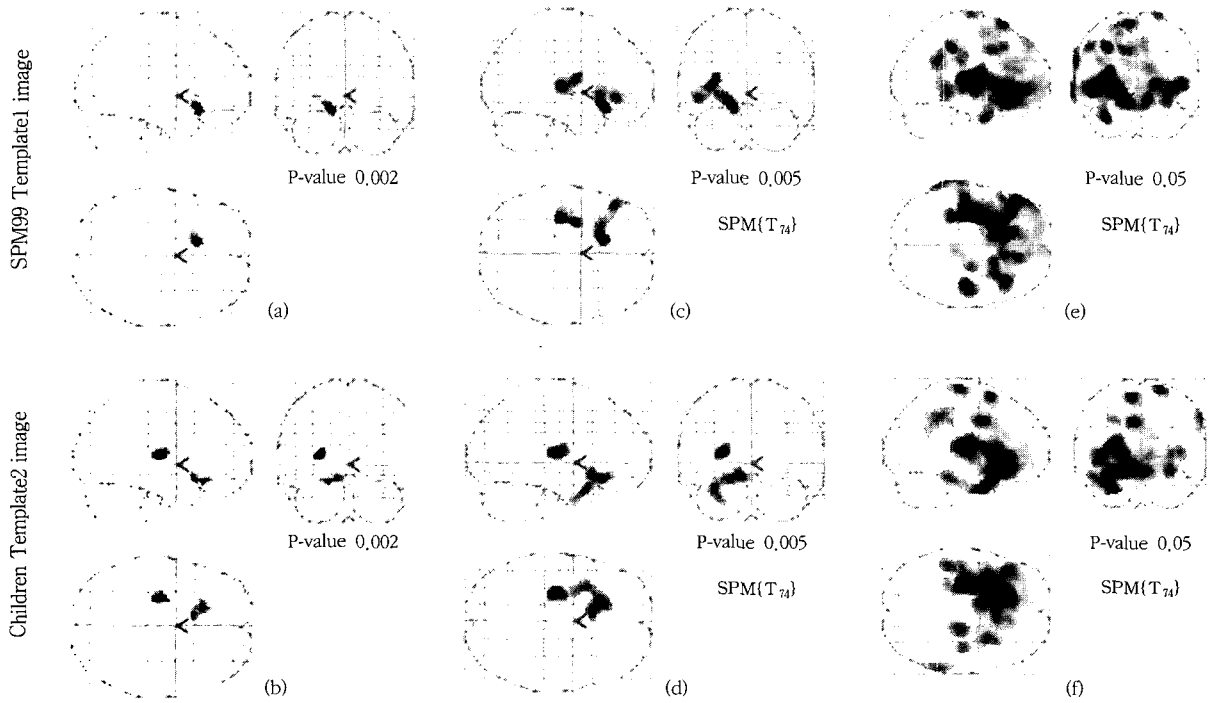 SPM99 Template1 image
P-value 0.002
(a)
P-value 0.005
SPM{T74}
(c)
P-value 0.05
SPM{T74}
(e)
Children Template2 image
P-value 0.002
(b)
P-value 0.005
SPM{T74}
(d)
P-value 0.05
SPM{T74}
(f)